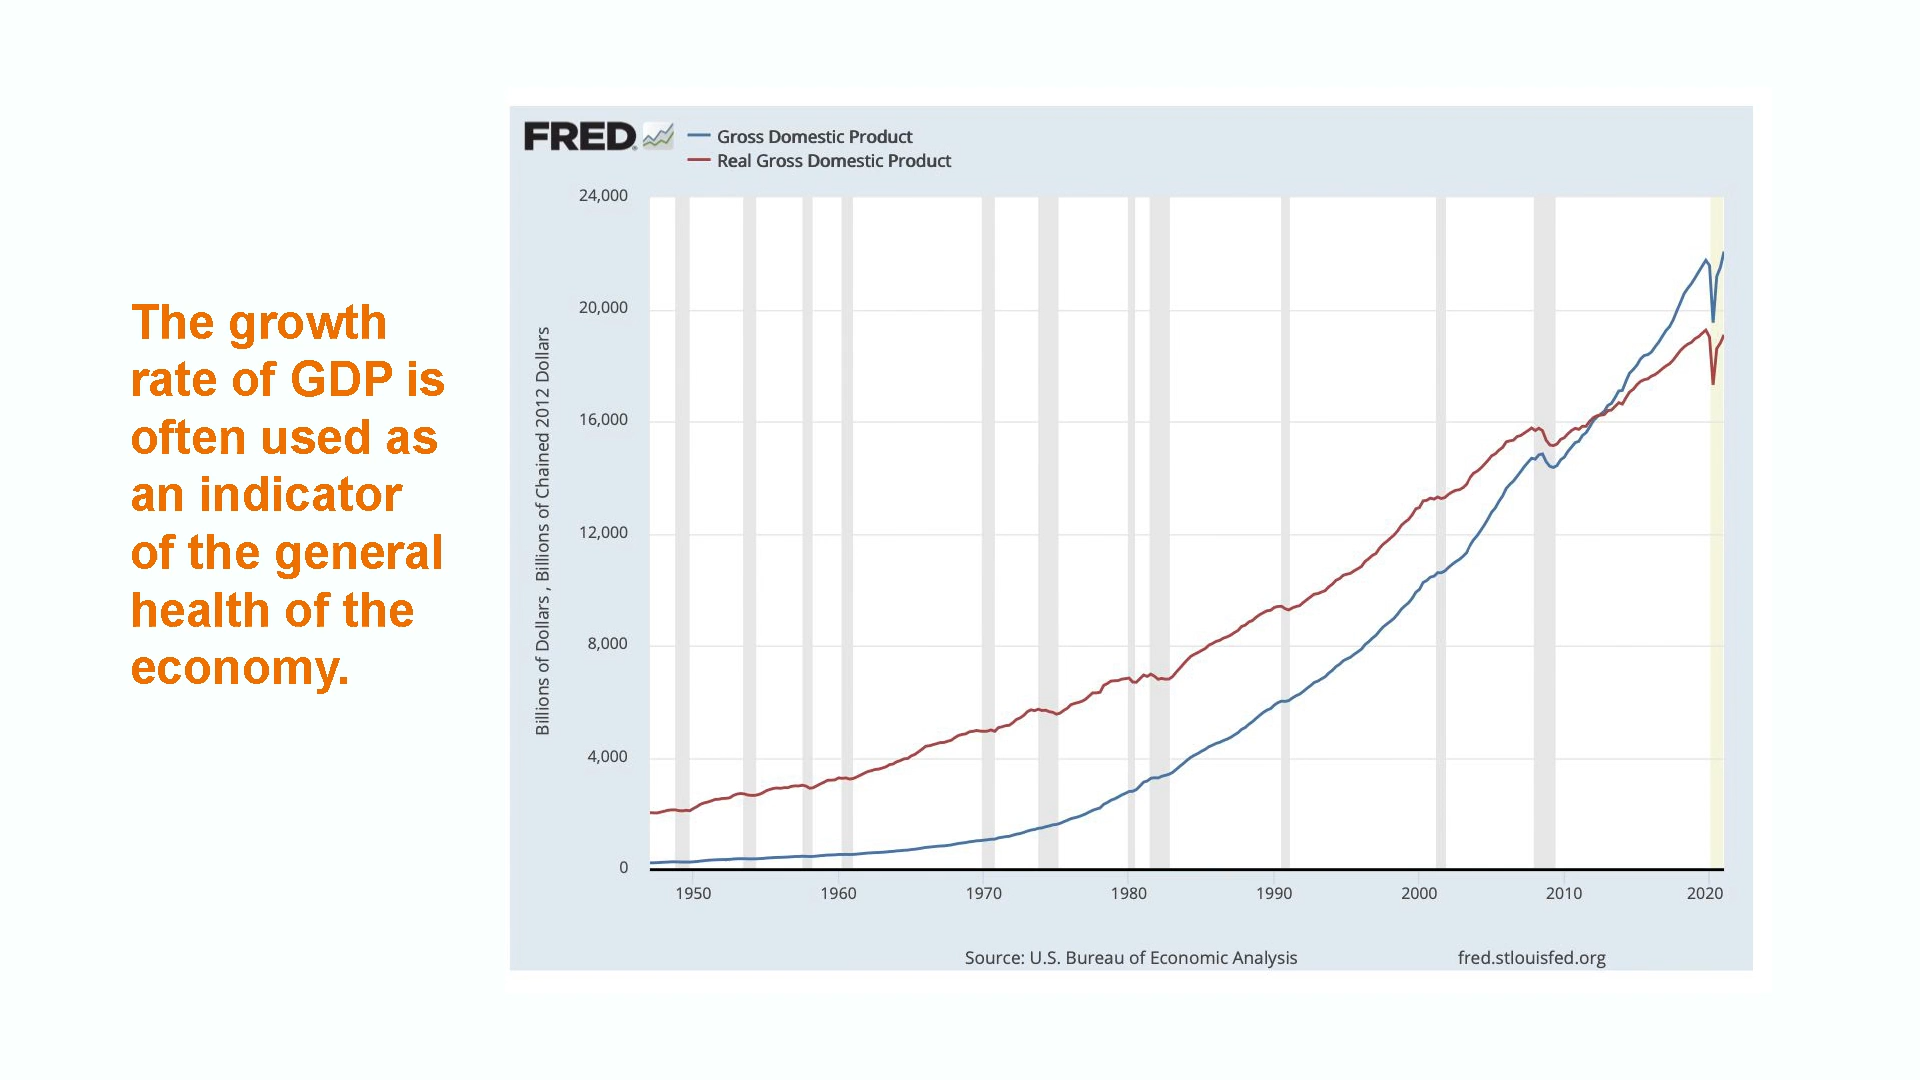 The growth
rate of GDP is
often used as
an indicator
of the general
health of the
economy.
FRED
Gross Domestic Product
Real Gross Domestic Product
Billions of Dollars , Billions of Chained 2012 Dollars
24,000
20,000
16,000
12,000
8,000
4,000
0
1950 1960 1970 1980 1990 2000 2010 2020
Source: U.S. Bureau of Economic Analysis fred.stlouisfed.org